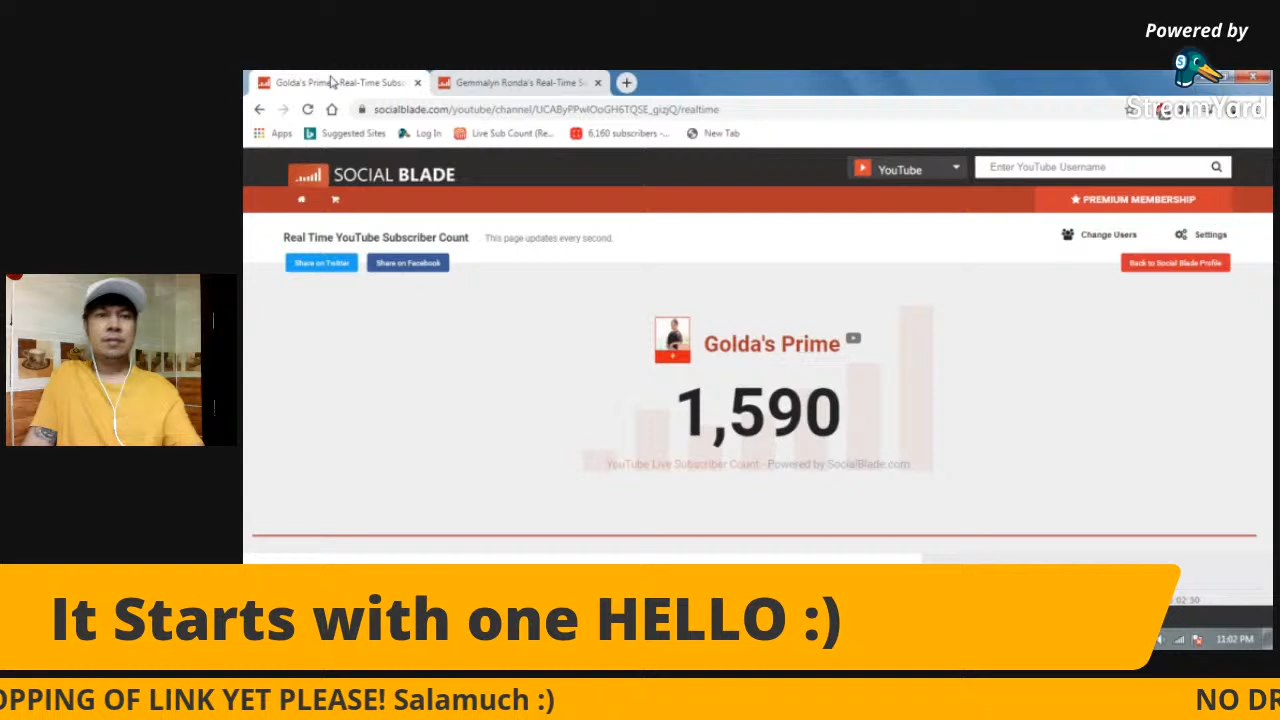 Powered by
StreamYard
Golda's Prime Real-Time Subs
Gemmalyn Ronda's Real-Time S
socialblade.com/youtube/channel/UCAByPPwIOoGH6TQSE_gizjQ/realtime
Apps Suggested Sites Log In Live Sub Count (Re... 6,160 subscribers -... New Tab
SOCIAL BLADE
YouTube
Enter YouTube Username
PREMIUM MEMBERSHIP
Real Time YouTube Subscriber Count This page updates every second.
Change Users Settings
Share on Twitter Share on Facebook
Back to Social Blade Profile
Golda's Prime
1,590
YouTube Live Subscriber Count - Powered by SocialBlade.com
02:30
It Starts with one HELLO :)
11:02 PM
OPPING OF LINK YET PLEASE! Salamuch :) NO DR